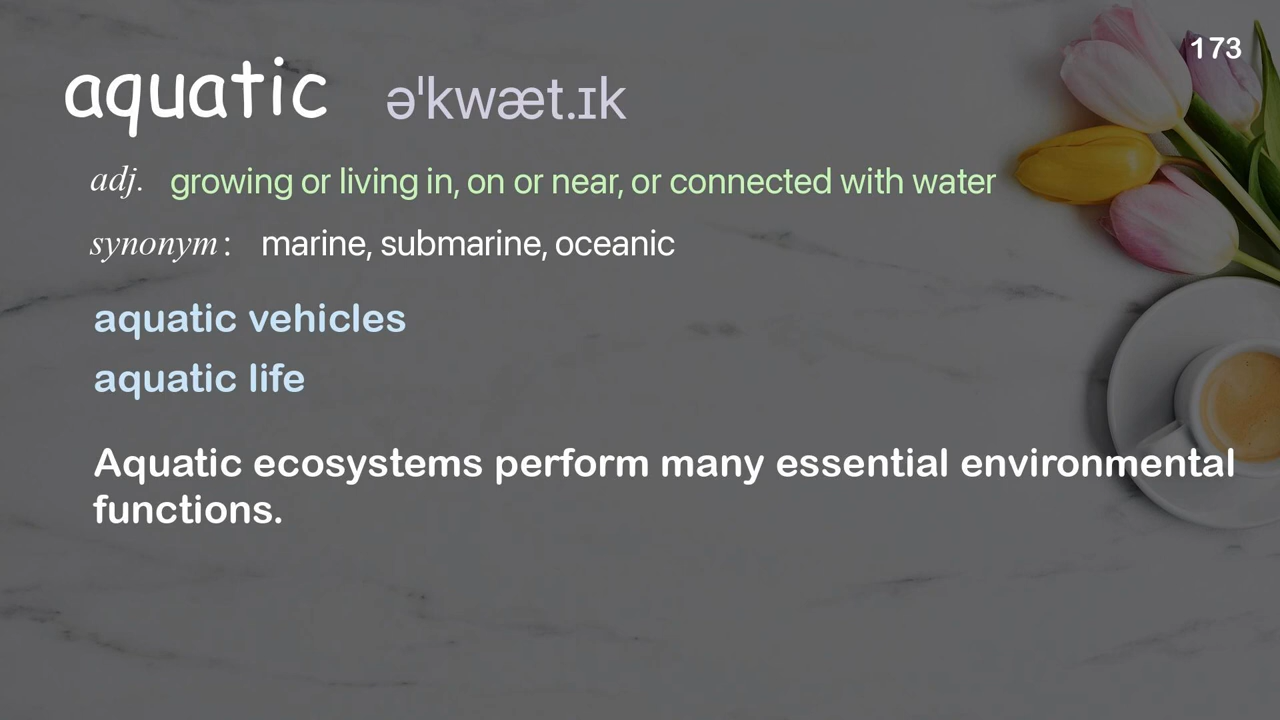 173
aquatic əˈkwæt.ɪk
adj. growing or living in, on or near, or connected with water
synonym: marine, submarine, oceanic
aquatic vehicles
aquatic life
Aquatic ecosystems perform many essential environmental
functions.